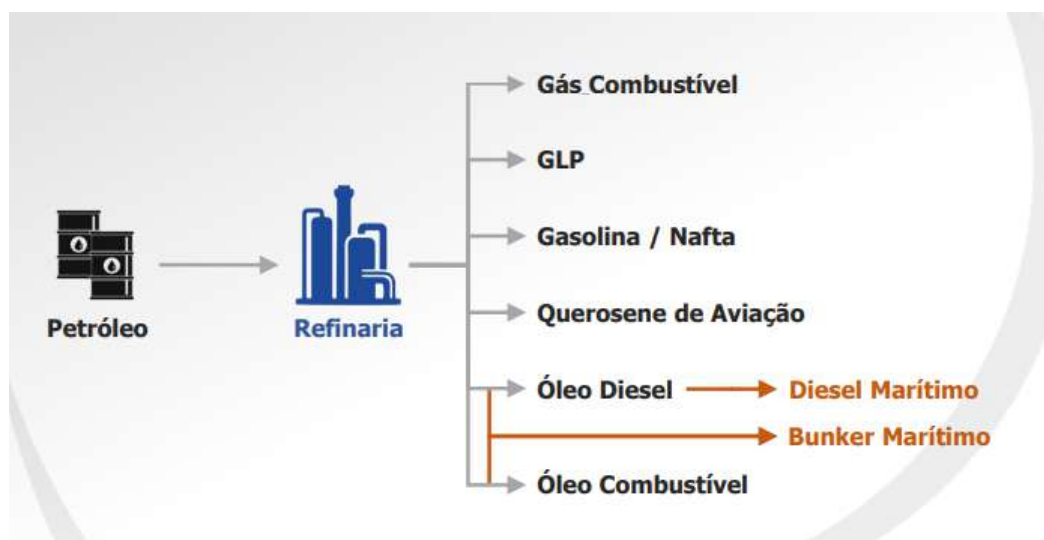 Gás Combustível
GLP
Gasolina / Nafta
Petróleo
Refinaria
Querosene de Aviação
Óleo Diesel
Diesel Marítimo
Bunker Marítimo
Óleo Combustível